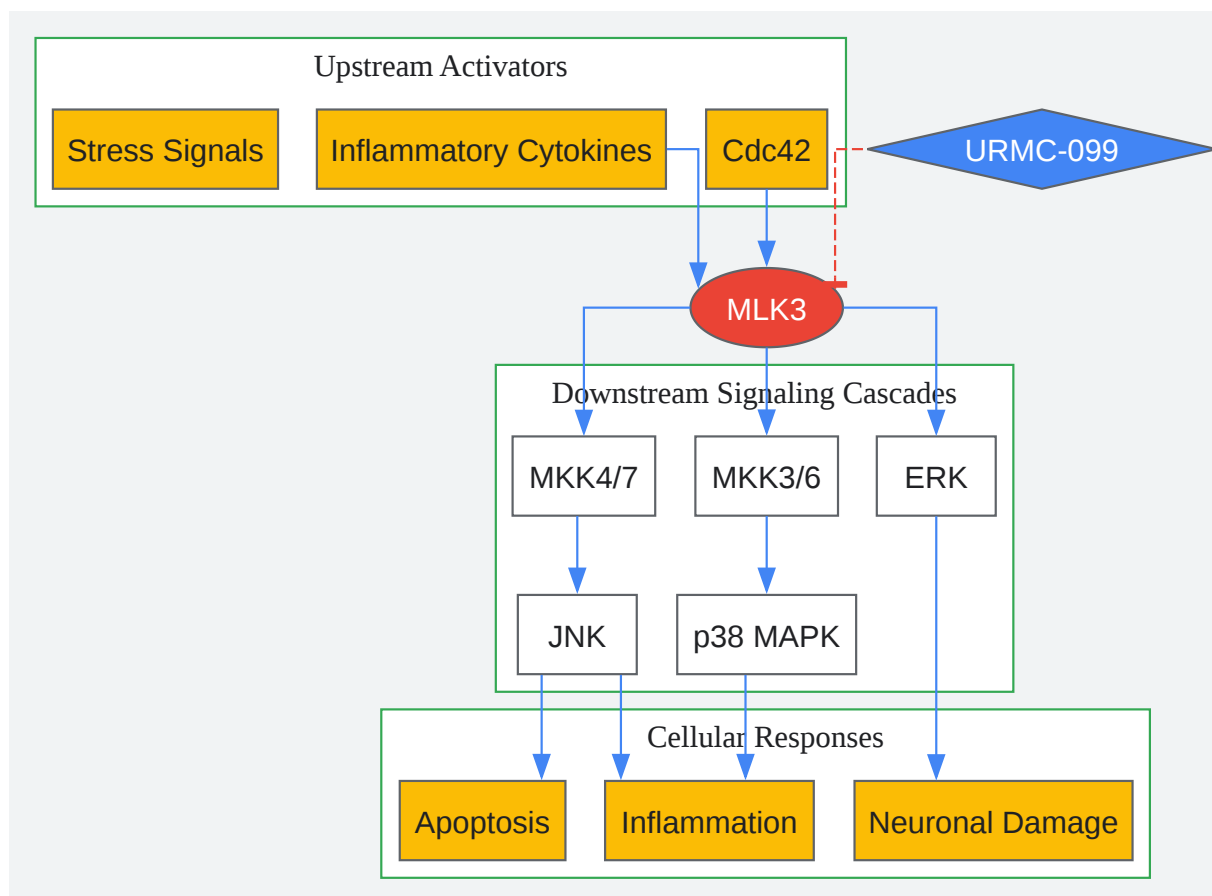 Upstream Activators
Stress Signals
Inflammatory Cytokines
Cdc42
URMC-099
MLK3
Downstream Signaling Cascades
MKK4/7
MKK3/6
ERK
JNK
p38 MAPK
Cellular Responses
Apoptosis
Inflammation
Neuronal Damage